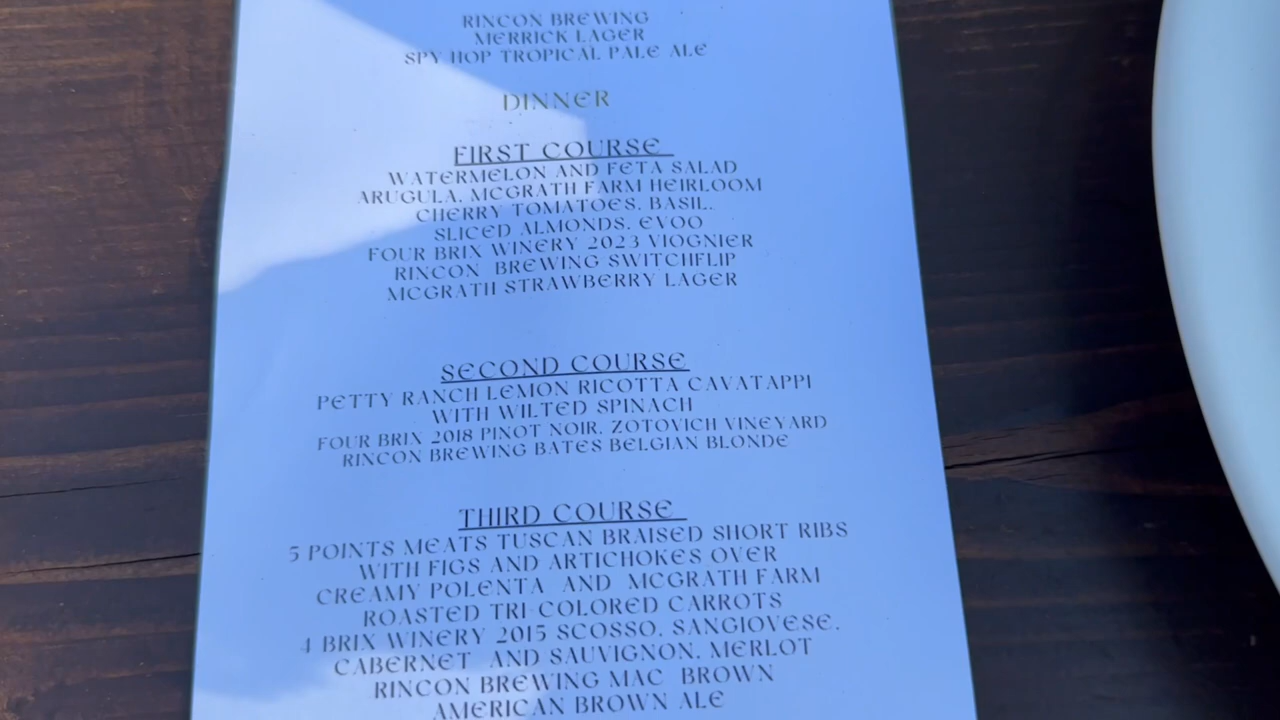 RINCON BREWING
MERRICK LAGER
SPY HOP TROPICAL PALE ALE
DINNER
FIRST COURSE
WATERMELON AND FETA SALAD
ARUGULA, MCGRATH FARM HEIRLOOM
CHERRY TOMATOES, BASIL,
SLICED ALMONDS, EVOO
FOUR BRIX WINERY 2023 VIOGNIER
RINCON BREWING SWITCHFLIP
MCGRATH STRAWBERRY LAGER
SECOND COURSE
PETTY RANCH LEMON RICOTTA CAVATAPPI
WITH WILTED SPINACH
FOUR BRIX 2018 PINOT NOIR, ZOTOVICH VINEYARD
RINCON BREWING BATES BELGIAN BLONDE
THIRD COURSE
5 POINTS MEATS TUSCAN BRAISED SHORT RIBS
WITH FIGS AND ARTICHOKES OVER
CREAMY POLENTA AND MCGRATH FARM
ROASTED TRI-COLORED CARROTS
4 BRIX WINERY 2015 SCOSSO, SANGIOVESE,
CABERNET AND SAUVIGNON, MERLOT
RINCON BREWING MAC BROWN
AMERICAN BROWN ALE